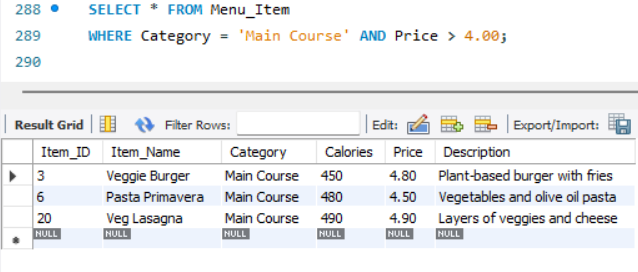 288 SELECT * FROM Menu_Item
289 WHERE Category = 'Main Course' AND Price > 4.00;
290
Result Grid Filter Rows: Edit: Export/Import:
Item_ID Item_Name Category Calories Price Description
3 Veggie Burger Main Course 450 4.80 Plant-based burger with fries
6 Pasta Primavera Main Course 480 4.50 Vegetables and olive oil pasta
20 Veg Lasagna Main Course 490 4.90 Layers of veggies and cheese
NULL NULL NULL NULL NULL NULL